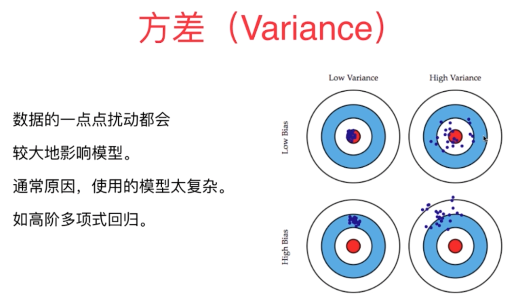 方差（Variance）
Low Variance
High Variance
数据的一点点扰动都会
较大地影响模型。
通常原因，使用的模型太复杂。
如高阶多项式回归。
Low Bias
High Bias